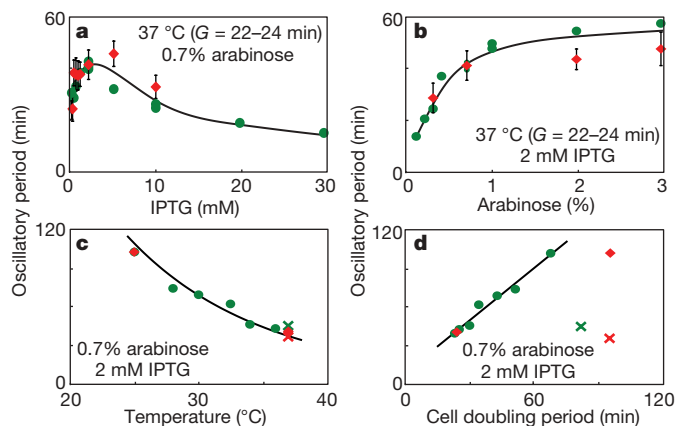 a
37 °C (G = 22–24 min)
0.7% arabinose
60
0
0
10
20
30
IPTG (mM)
b
37 °C (G = 22–24 min)
2 mM IPTG
60
0
0
1
2
3
Arabinose (%)
Oscillatory period (min)
Oscillatory period (min)
c
0.7% arabinose
2 mM IPTG
120
0
20
30
40
Temperature (°C)
d
0.7% arabinose
2 mM IPTG
120
0
0
60
120
Cell doubling period (min)